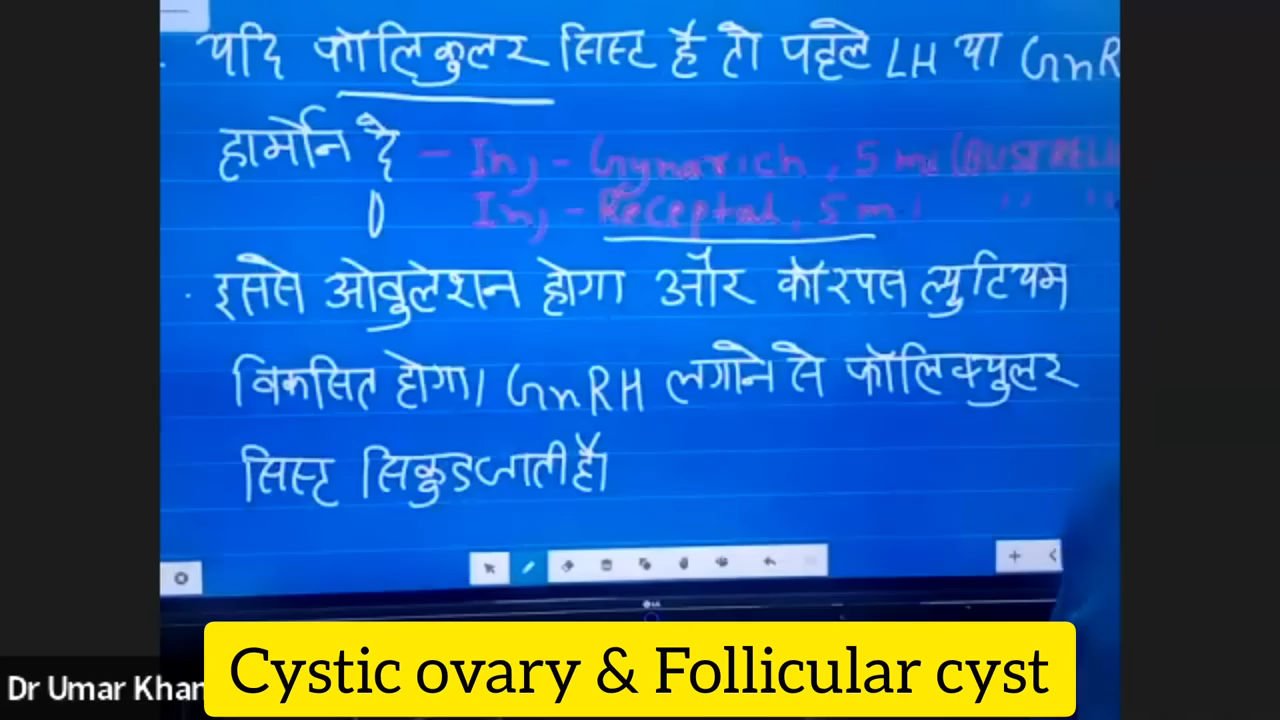 यदि फॉलिकुलर सिस्ट है तो पहले LH या GnR
हार्मोन दे - Inj - Gynarich, 5 ml
Inj - Receptal, 5 ml " "
इससे ओवुलेशन होगा और कॉरपस ल्युटियम
विकसित होगा। GnRH लगाने से फॉलिक्युलर
सिस्ट सिकुड जाती है।
Dr Umar Khan
Cystic ovary & Follicular cyst